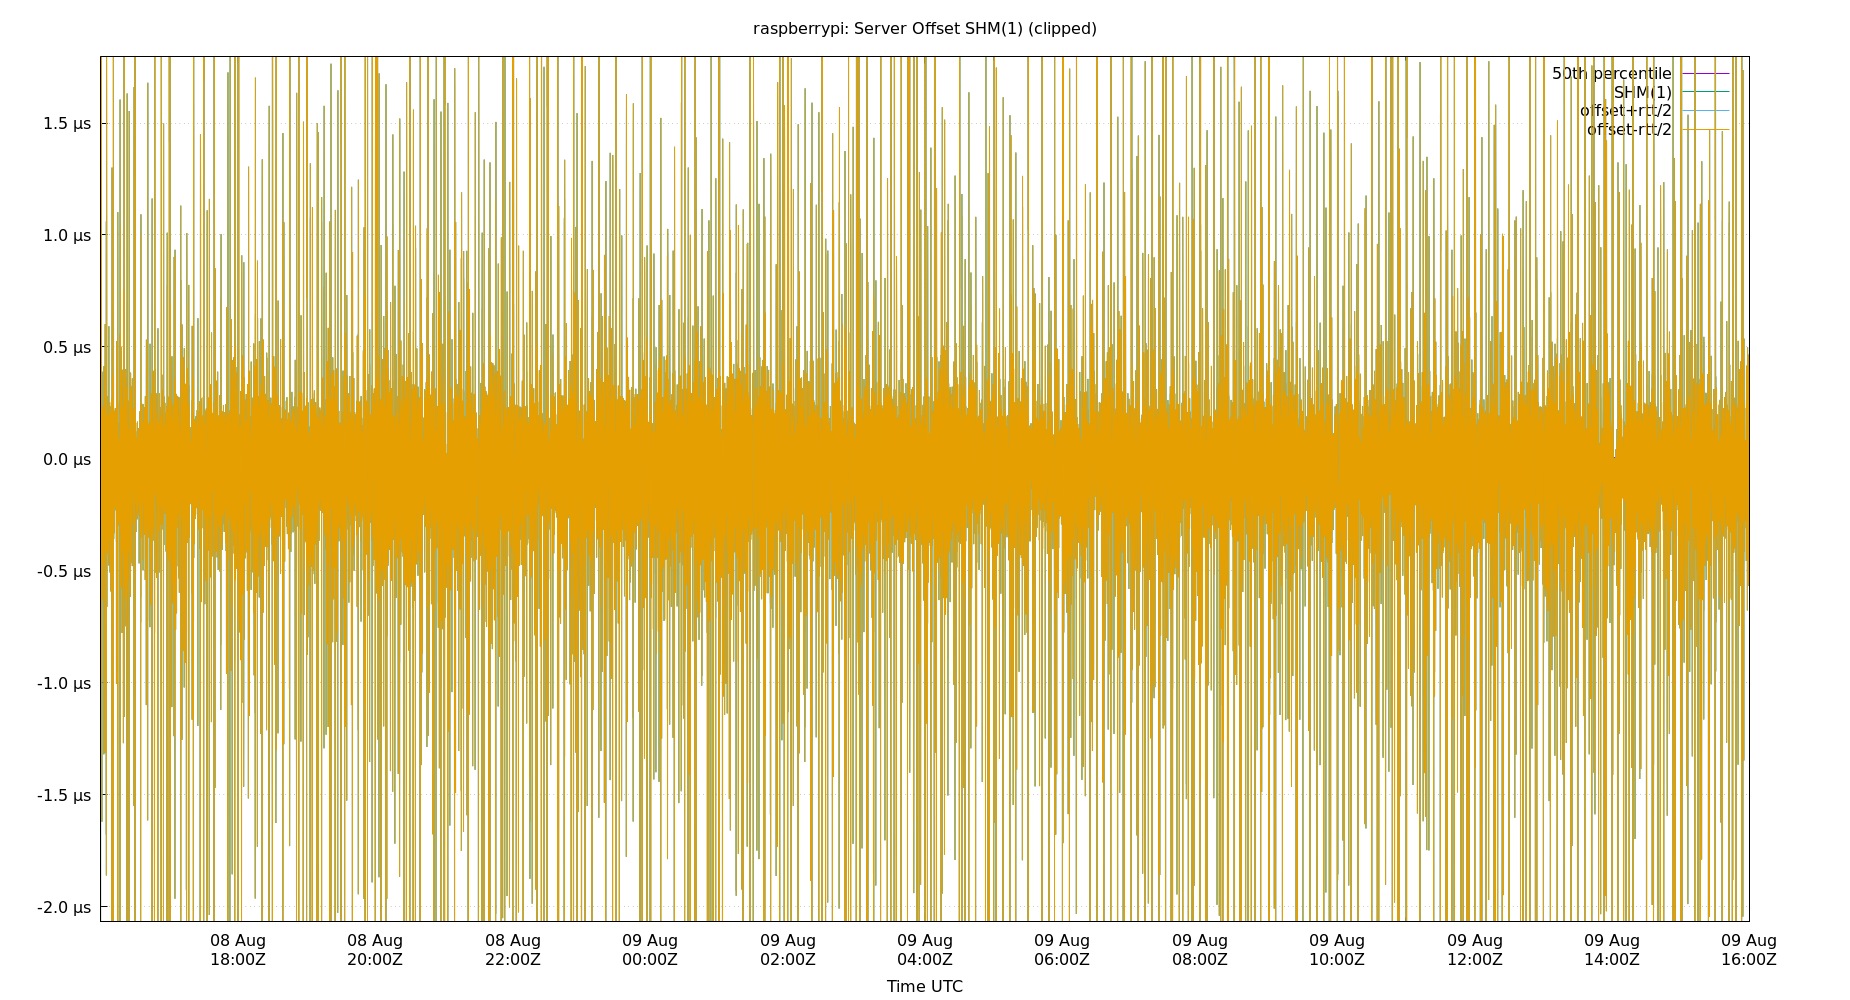 raspberrypi: Server Offset SHM(1) (clipped)
50th percentile
SHM(1)
offset+rtt/2
offset-rtt/2
1.5 µs
1.0 µs
0.5 µs
0.0 µs
-0.5 µs
-1.0 µs
-1.5 µs
-2.0 µs
08 Aug 08 Aug 08 Aug 09 Aug 09 Aug 09 Aug 09 Aug 09 Aug 09 Aug 09 Aug 09 Aug 09 Aug
18:00Z 20:00Z 22:00Z 00:00Z 02:00Z 04:00Z 06:00Z 08:00Z 10:00Z 12:00Z 14:00Z 16:00Z
Time UTC